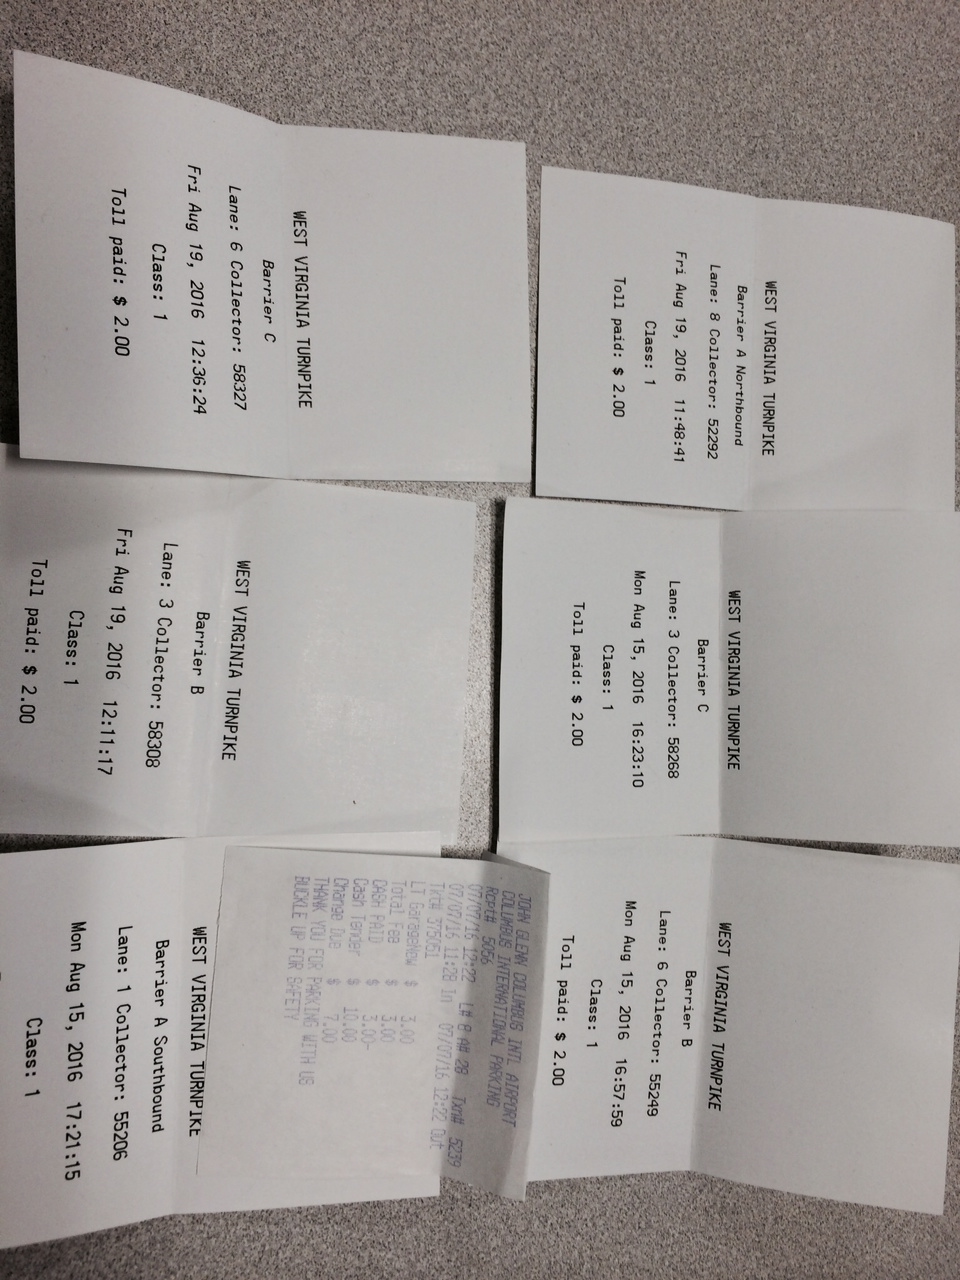 WEST VIRGINIA TURNPIKE
Barrier A Northbound
Lane: 8 Collector: 52292
Fri Aug 19, 2016 11:48:41
Class: 1
Toll paid: $ 2.00
WEST VIRGINIA TURNPIKE
Barrier C
Lane: 3 Collector: 58268
Mon Aug 15, 2016 16:23:10
Class: 1
Toll paid: $ 2.00
WEST VIRGINIA TURNPIKE
Barrier B
Lane: 6 Collector: 55249
Mon Aug 15, 2016 16:57:59
Class: 1
Toll paid: $ 2.00
WEST VIRGINIA TURNPIKE
Barrier C
Lane: 6 Collector: 58327
Fri Aug 19, 2016 12:36:24
Class: 1
Toll paid: $ 2.00
WEST VIRGINIA TURNPIKE
Barrier B
Lane: 3 Collector: 58308
Fri Aug 19, 2016 12:11:17
Class: 1
Toll paid: $ 2.00
JOHN GLENN COLUMBUS INTL AIRPORT
COLUMBUS INTERNATIONAL PARKING
Rcpt# 5056
07/07/16 12:22 L# 8 A# 28 Txn# 5239
07/07/16 11:28 In 07/07/16 12:22 Out
Tkt# 375051
LT GarageNew $ 3.00
Total Fee $ 3.00
CASH PAID $ 3.00-
Cash Tender $ 10.00
Change Due $ 7.00
THANK YOU FOR PARKING WITH US
BUCKLE UP FOR SAFETY
WEST VIRGINIA TURNPIKE
Barrier A Southbound
Lane: 1 Collector: 55206
Mon Aug 15, 2016 17:21:15
Class: 1